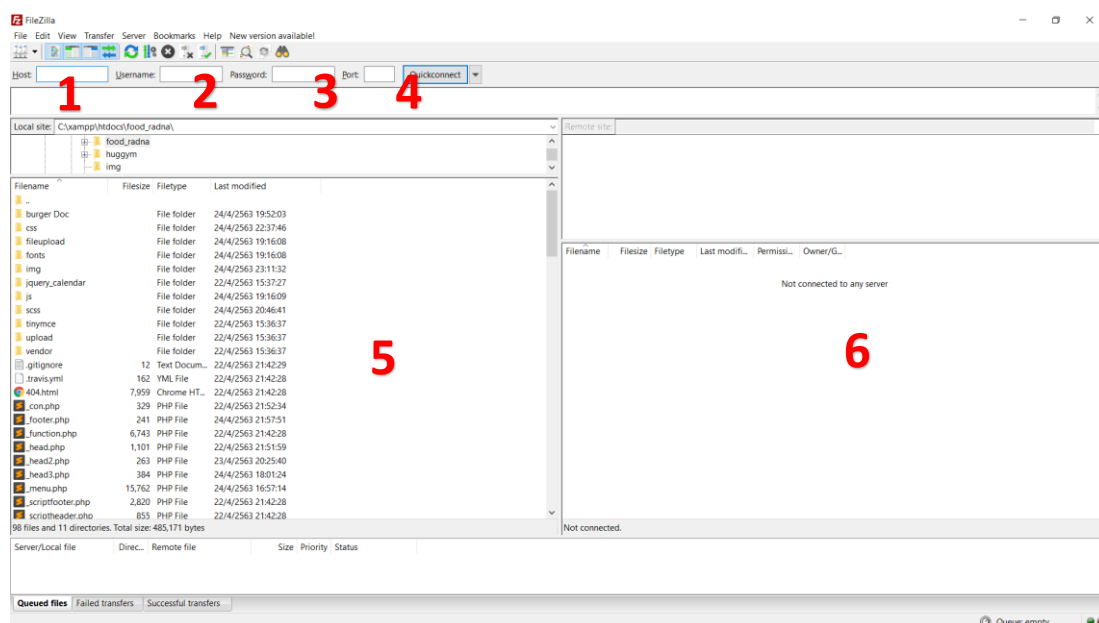 FileZilla
File Edit View Transfer Server Bookmarks Help New version available!
Host: Username: Password: Port: Quickconnect
1 2 3 4
Local site: C:\xampp\htdocs\food_radna\
food_radna
huggym
img
Filename Filesize Filetype Last modified
..
burger Doc File folder 24/4/2563 19:52:03
css File folder 24/4/2563 22:37:46
fileupload File folder 24/4/2563 19:16:08
fonts File folder 24/4/2563 19:16:08
img File folder 24/4/2563 23:11:32
jquery_calendar File folder 22/4/2563 15:37:27
js File folder 24/4/2563 19:16:09
scss File folder 24/4/2563 20:46:41
tinymce File folder 22/4/2563 15:36:37
upload File folder 22/4/2563 15:36:37
vendor File folder 22/4/2563 15:36:37
.gitignore 12 Text Docum... 22/4/2563 21:42:29
.travis.yml 162 YML File 22/4/2563 21:42:28
404.html 7,959 Chrome HT... 22/4/2563 21:42:28
_con.php 329 PHP File 22/4/2563 21:52:34
_footer.php 241 PHP File 24/4/2563 21:57:51
_function.php 6,743 PHP File 22/4/2563 21:42:28
_head.php 1,101 PHP File 22/4/2563 21:51:59
_head2.php 263 PHP File 23/4/2563 20:25:40
_head3.php 384 PHP File 24/4/2563 18:01:24
_menu.php 15,762 PHP File 24/4/2563 16:57:14
_scriptfooter.php 2,820 PHP File 22/4/2563 21:42:28
_scriptheader.php 855 PHP File 22/4/2563 21:42:28
98 files and 11 directories. Total size: 485,171 bytes
5
Remote site:
Filename Filesize Filetype Last modifi... Permissi... Owner/G...
Not connected to any server
6
Not connected.
Server/Local file Direc... Remote file Size Priority Status
Queued files Failed transfers Successful transfers
Queue: empty